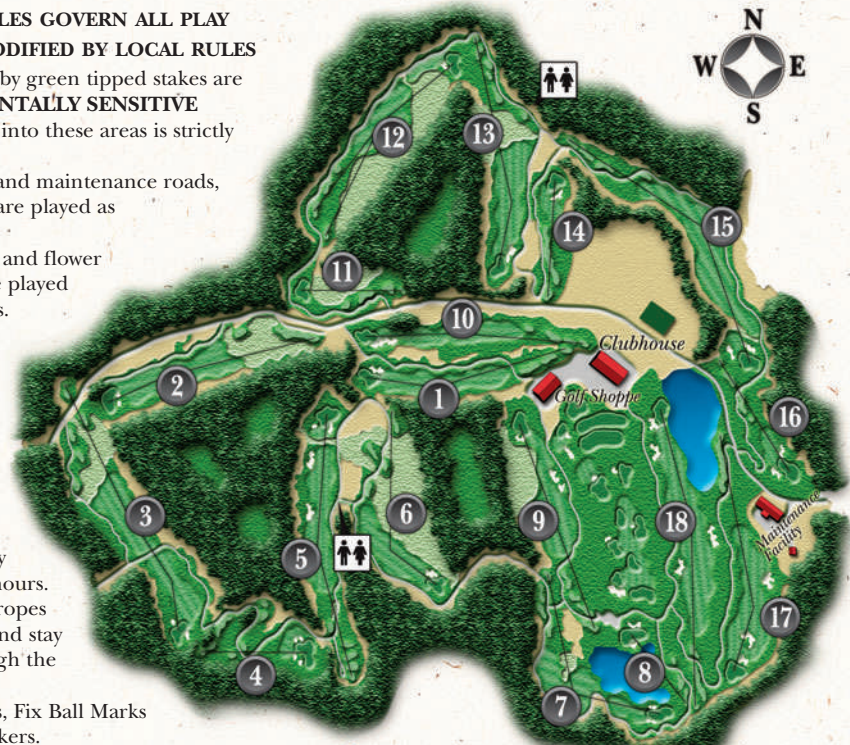 LES GOVERN ALL PLAY
ODIFIED BY LOCAL RULES
by green tipped stakes are
NTALLY SENSITIVE
into these areas is strictly
and maintenance roads,
are played as
and flower
e played
s.
y
hours.
ropes
nd stay
gh the
s, Fix Ball Marks
kers.
N
W E
S
12
13
14
15
11
10
Clubhouse
2
1
Golf Shoppe
16
3
6
9
18
Maintenance
Facility
5
17
4
8
7